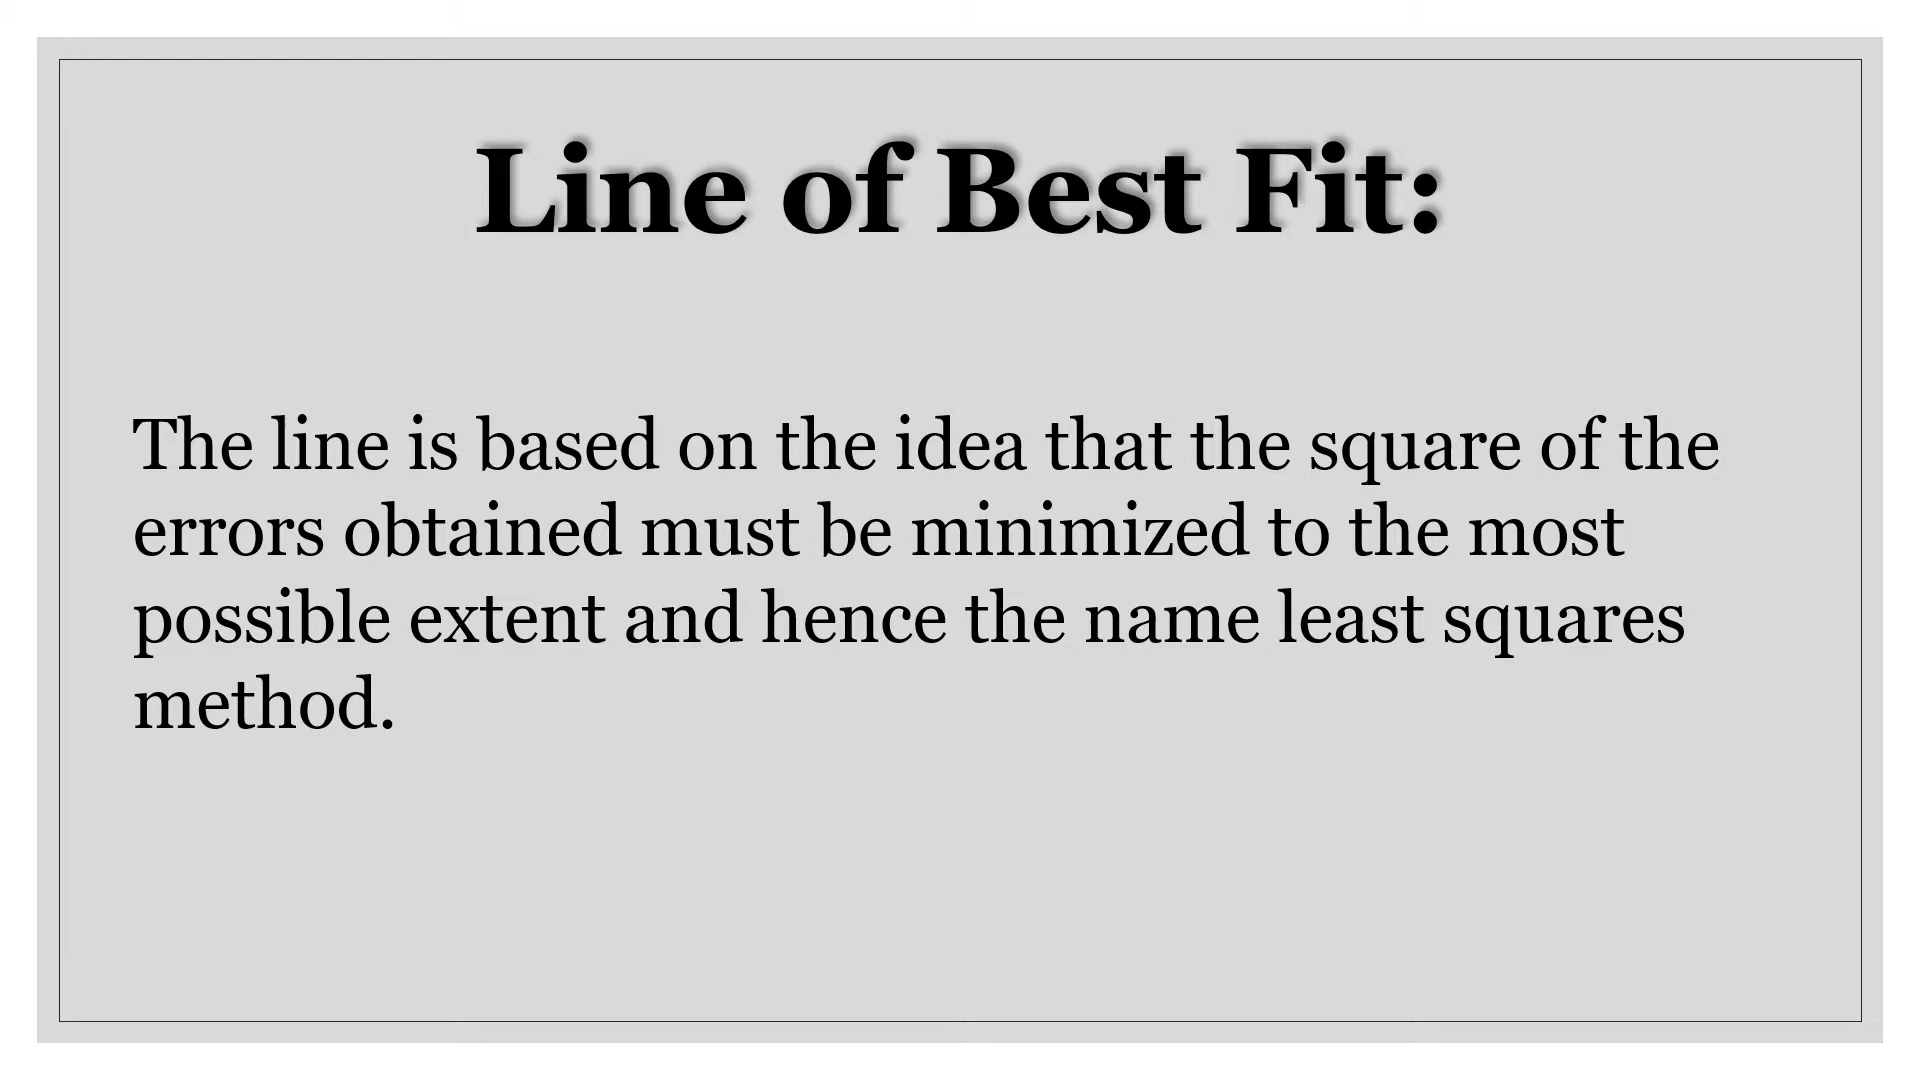 Line of Best Fit:
The line is based on the idea that the square of the
errors obtained must be minimized to the most
possible extent and hence the name least squares
method.